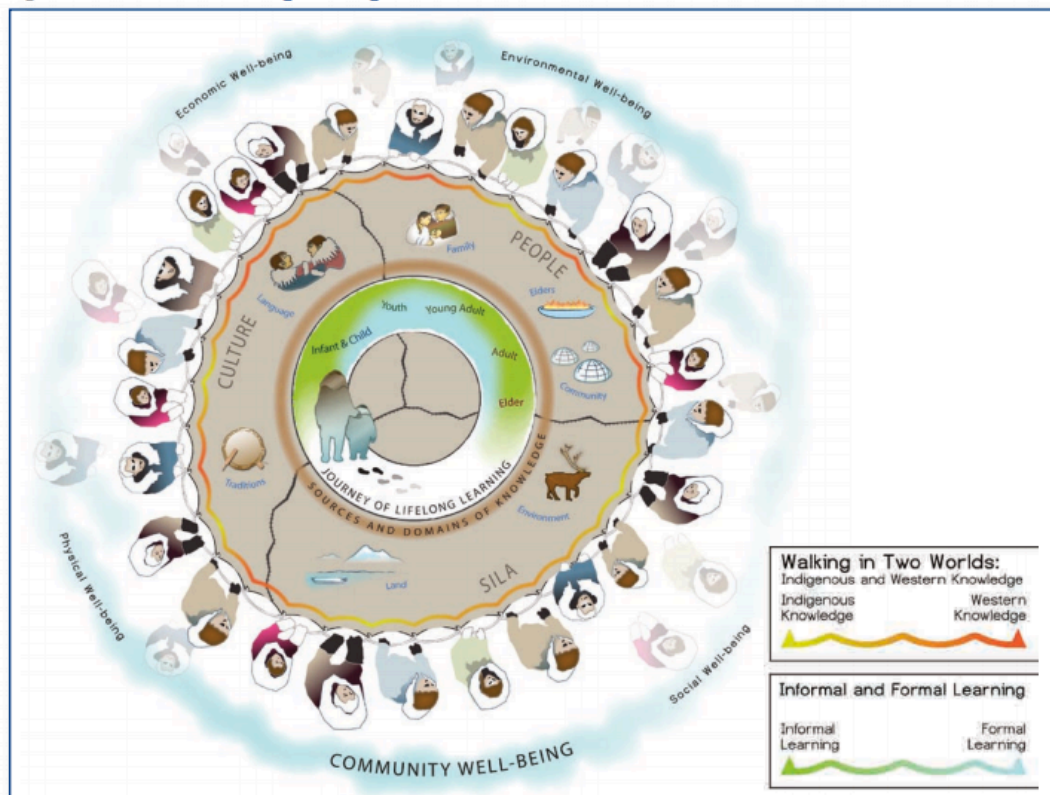 Economic Well-being
Environmental Well-being
PEOPLE
Family
Elders
Community
CULTURE
Language
Traditions
Youth
Young Adult
Infant & Child
Adult
Elder
JOURNEY OF LIFELONG LEARNING
SOURCES AND DOMAINS OF KNOWLEDGE
Environment
SILA
Land
Physical Well-being
Social Well-being
COMMUNITY WELL-BEING
Walking in Two Worlds:
Indigenous and Western Knowledge
Indigenous Knowledge
Western Knowledge
Informal and Formal Learning
Informal Learning
Formal Learning